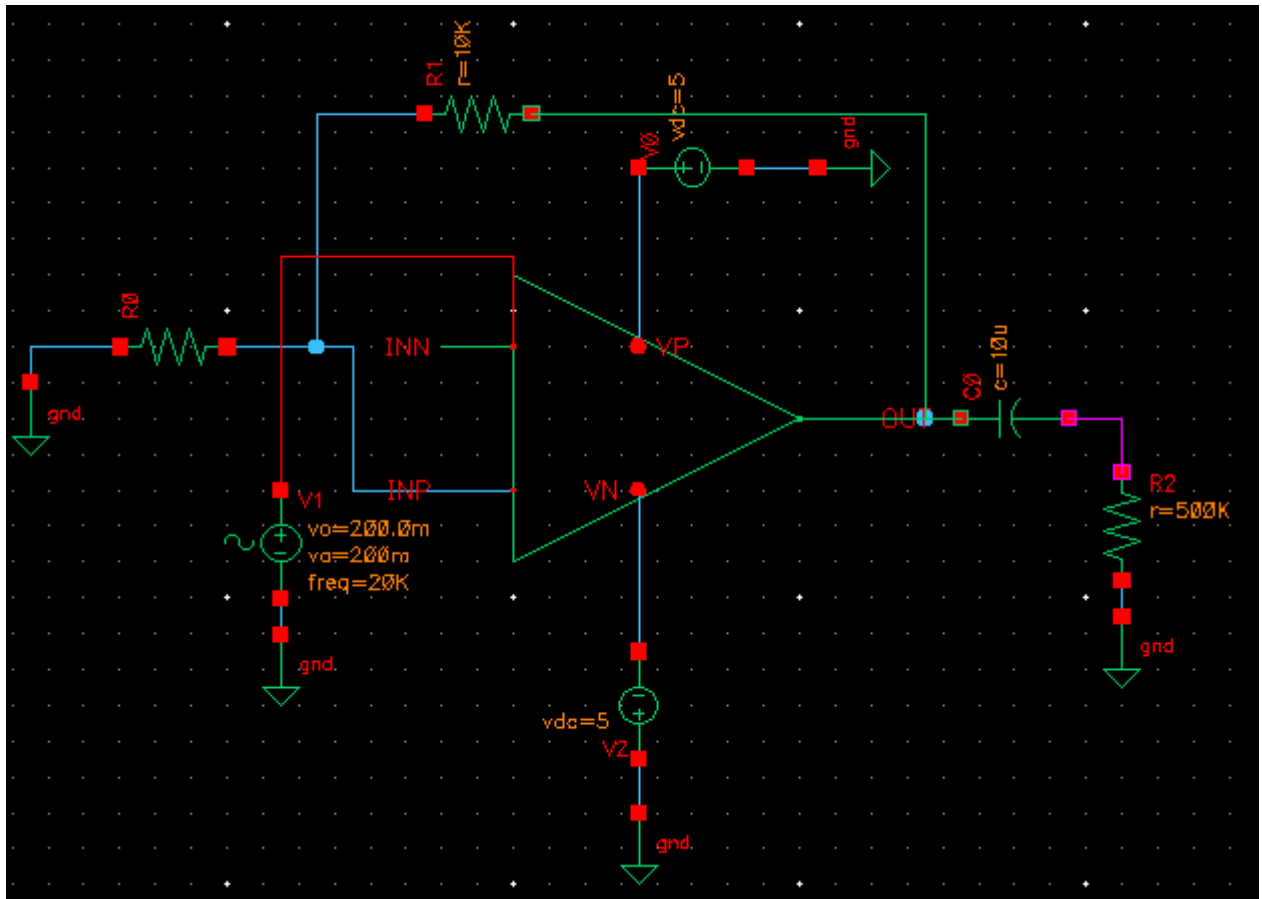 R1
r=10K
vdc=5
V0
gnd
R0
INN
VP
gnd
OUT
C0
c=10u
INP
VN
V1
vo=200.0m
va=200m
freq=20K
R2
r=500K
gnd
gnd
vdc=5
V2
gnd